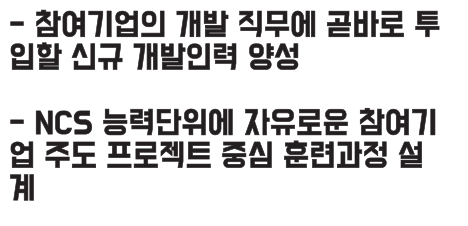 - 참여기업의 개발 직무에 곧바로 투
입할 신규 개발인력 양성
- NCS 능력단위에 자유로운 참여기
업 주도 프로젝트 중심 훈련과정 설
계